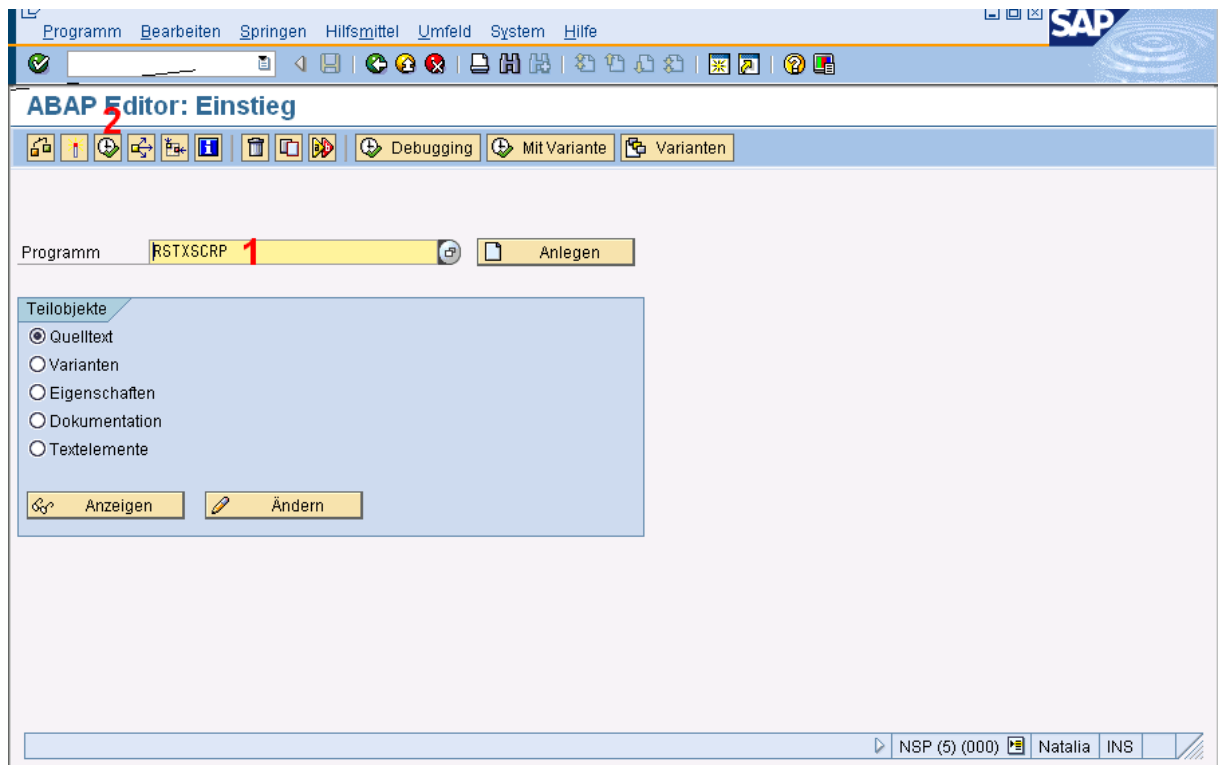 Programm Bearbeiten Springen Hilfsmittel Umfeld System Hilfe
SAP
ABAP Editor: Einstieg
2
Debugging Mit Variante Varianten
Programm RSTXSCRP 1 Anlegen
Teilobjekte
Quelltext
Varianten
Eigenschaften
Dokumentation
Textelemente
Anzeigen Ändern
NSP (5) (000) Natalia INS